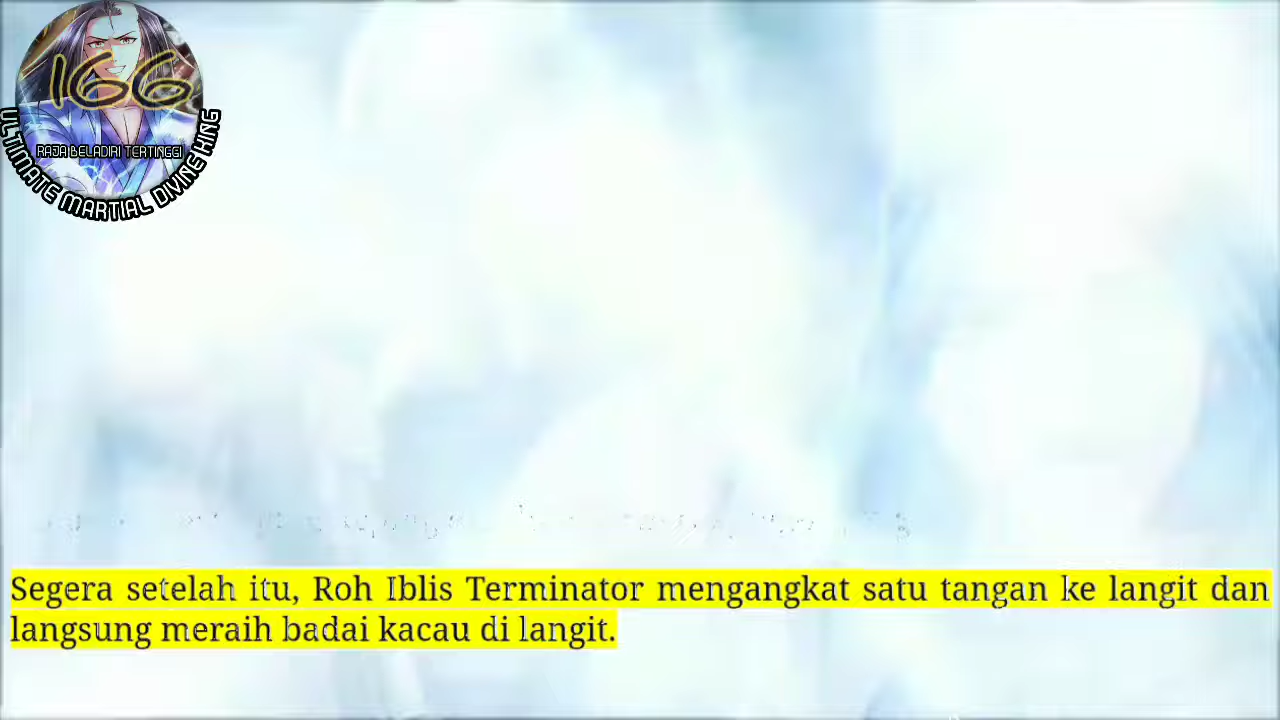 166
RAJA BELADIRI TERTINGGI
ULTIMATE MARTIAL DIVINE KING
Segera setelah itu, Roh Iblis Terminator mengangkat satu tangan ke langit dan
langsung meraih badai kacau di langit.